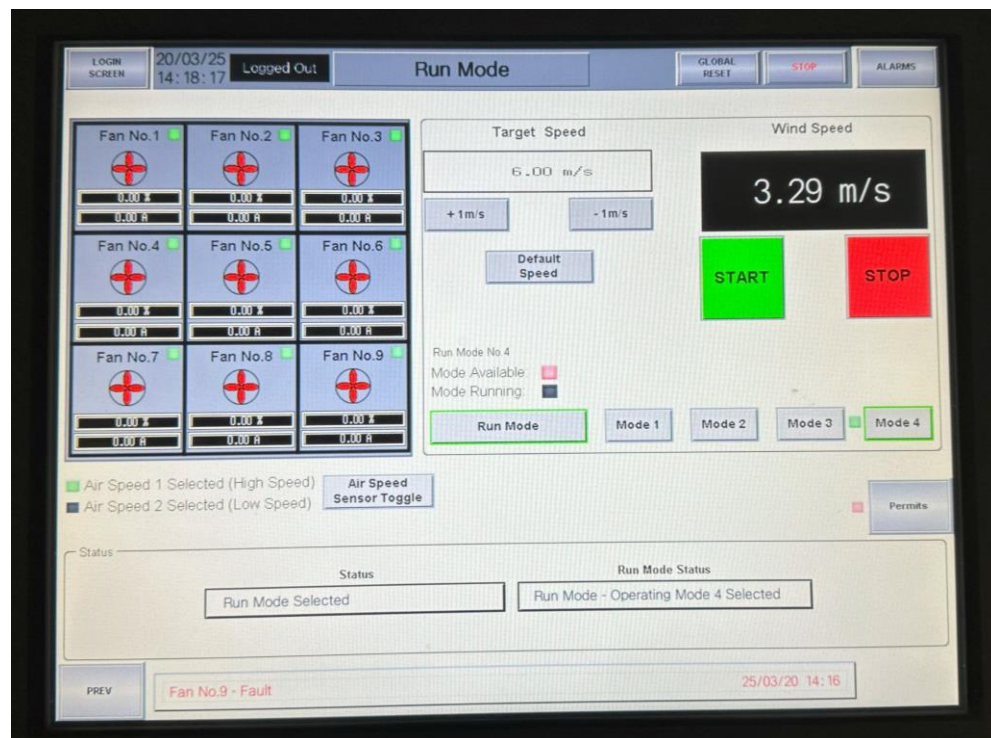 LOGIN SCREEN
20/03/25
14:18:17
Logged Out
Run Mode
GLOBAL RESET
STOP
ALARMS
Fan No.1
0.00 %
0.00 A
Fan No.2
0.00 %
0.00 A
Fan No.3
0.00 %
0.00 A
Fan No.4
0.00 %
0.00 A
Fan No.5
0.00 %
0.00 A
Fan No.6
0.00 %
0.00 A
Fan No.7
0.00 %
0.00 A
Fan No.8
0.00 %
0.00 A
Fan No.9
0.00 %
0.00 A
Target Speed
6.00 m/s
+1m/s
-1m/s
Default
Speed
Wind Speed
3.29 m/s
START
STOP
Run Mode No.4
Mode Available:
Mode Running:
Run Mode
Mode 1
Mode 2
Mode 3
Mode 4
Air Speed 1 Selected (High Speed)
Air Speed 2 Selected (Low Speed)
Air Speed
Sensor Toggle
Permits
Status
Status
Run Mode Selected
Run Mode Status
Run Mode - Operating Mode 4 Selected
PREV
Fan No.9 - Fault
25/03/20 14:16